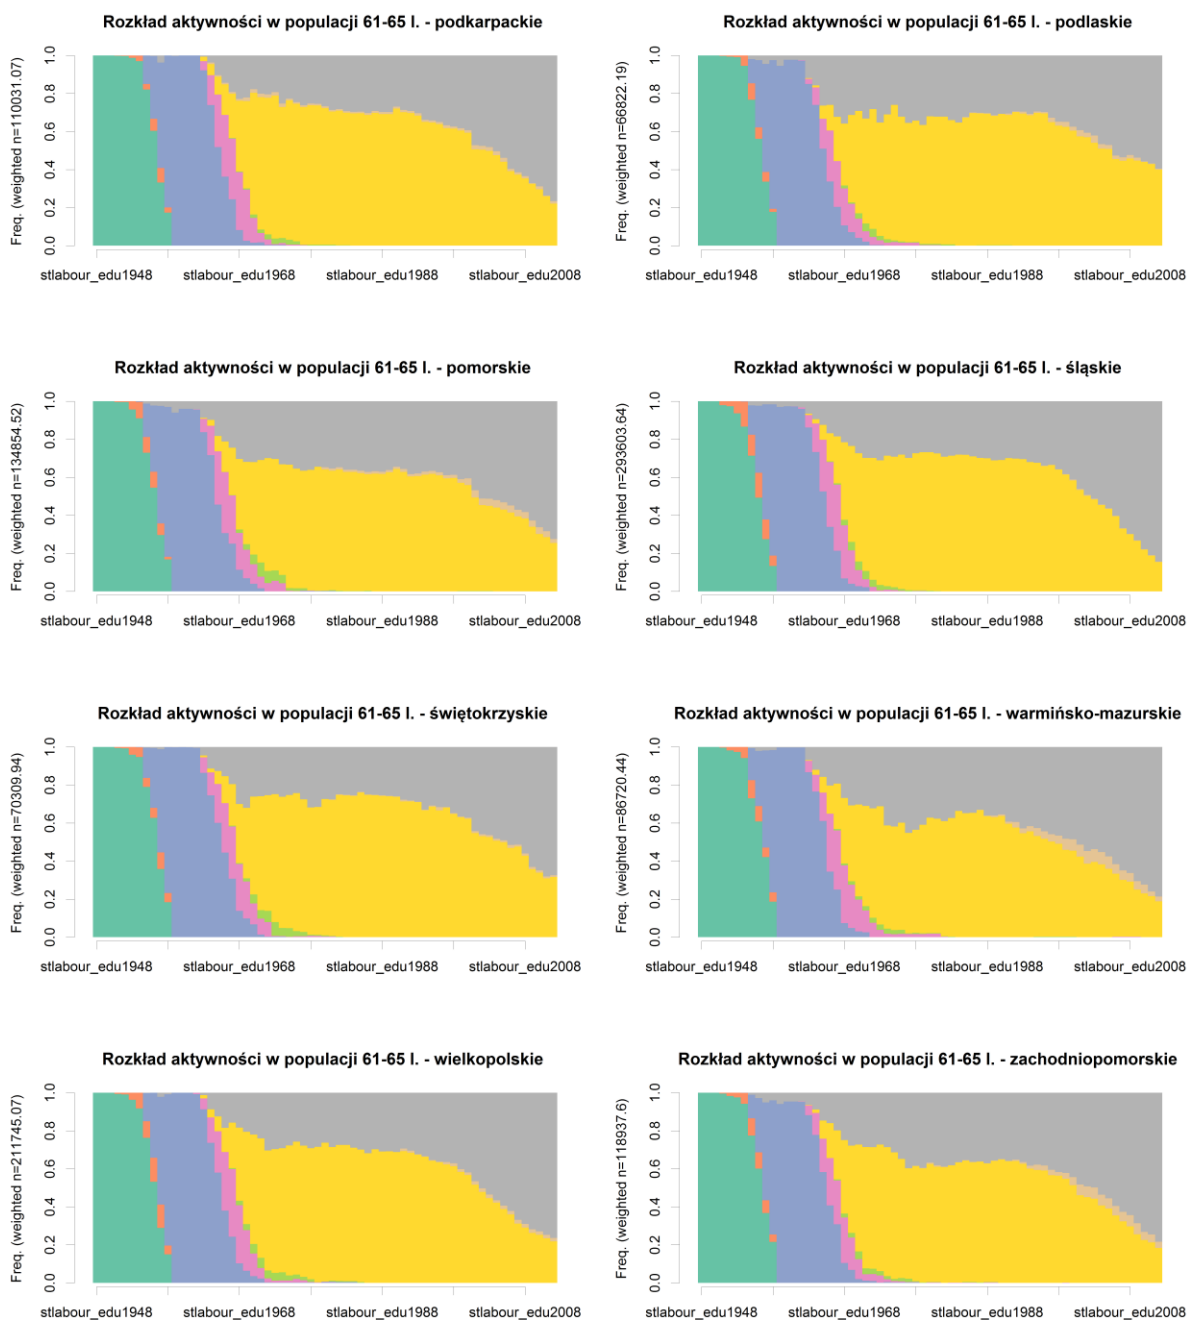 Rozkład aktywności w populacji 61-65 l. - podkarpackie
Freq. (weighted n=110031.07)
0.0 0.2 0.4 0.6 0.8 1.0
stlabour_edu1948 stlabour_edu1968 stlabour_edu1988 stlabour_edu2008
Rozkład aktywności w populacji 61-65 l. - podlaskie
Freq. (weighted n=66822.19)
0.0 0.2 0.4 0.6 0.8 1.0
stlabour_edu1948 stlabour_edu1968 stlabour_edu1988 stlabour_edu2008
Rozkład aktywności w populacji 61-65 l. - pomorskie
Freq. (weighted n=134854.52)
0.0 0.2 0.4 0.6 0.8 1.0
stlabour_edu1948 stlabour_edu1968 stlabour_edu1988 stlabour_edu2008
Rozkład aktywności w populacji 61-65 l. - śląskie
Freq. (weighted n=293603.64)
0.0 0.2 0.4 0.6 0.8 1.0
stlabour_edu1948 stlabour_edu1968 stlabour_edu1988 stlabour_edu2008
Rozkład aktywności w populacji 61-65 l. - świętokrzyskie
Freq. (weighted n=70309.94)
0.0 0.2 0.4 0.6 0.8 1.0
stlabour_edu1948 stlabour_edu1968 stlabour_edu1988 stlabour_edu2008
Rozkład aktywności w populacji 61-65 l. - warmińsko-mazurskie
Freq. (weighted n=86720.44)
0.0 0.2 0.4 0.6 0.8 1.0
stlabour_edu1948 stlabour_edu1968 stlabour_edu1988 stlabour_edu2008
Rozkład aktywności w populacji 61-65 l. - wielkopolskie
Freq. (weighted n=211745.07)
0.0 0.2 0.4 0.6 0.8 1.0
stlabour_edu1948 stlabour_edu1968 stlabour_edu1988 stlabour_edu2008
Rozkład aktywności w populacji 61-65 l. - zachodniopomorskie
Freq. (weighted n=118937.6)
0.0 0.2 0.4 0.6 0.8 1.0
stlabour_edu1948 stlabour_edu1968 stlabour_edu1988 stlabour_edu2008